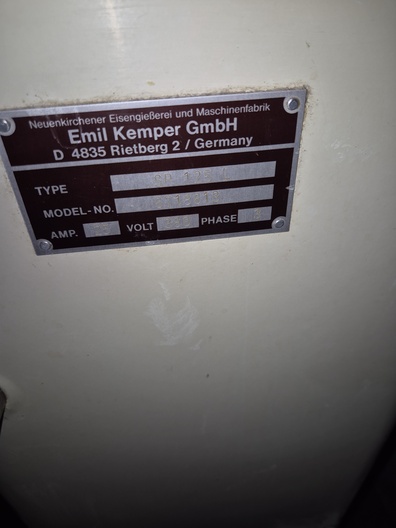 Neuenkirchener Eisengießerei und Maschinenfabrik
Emil Kemper GmbH
D 4835 Rietberg 2 / Germany
TYPE
MODEL-NO.
AMP. VOLT PHASE